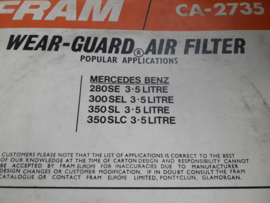 FRAM
CA-2735
WEAR-GUARD® AIR FILTER
POPULAR APPLICATIONS
MERCEDES BENZ
280SE 3·5 LITRE
300SEL 3·5 LITRE
350 SL 3·5 LITRE
350SLC 3·5 LITRE
CUSTOMERS PLEASE NOTE THAT THE LIST OF APPLICATIONS IS CORRECT TO THE BEST
OF OUR KNOWLEDGE AT THE TIME OF CARTON DESIGN AND RESPONSIBILITY CANNOT
BE ACCEPTED BY FRAM EUROPE FOR INACCURACIES DUE TO MANUFACTURER
DESIGN CHANGES OR CUSTOMER MODIFICATION. IF IN DOUBT CONSULT THE FRAM
CATALOGUE OR CONTACT FRAM EUROPE LIMITED, PONTYCLUN, GLAMORGAN.